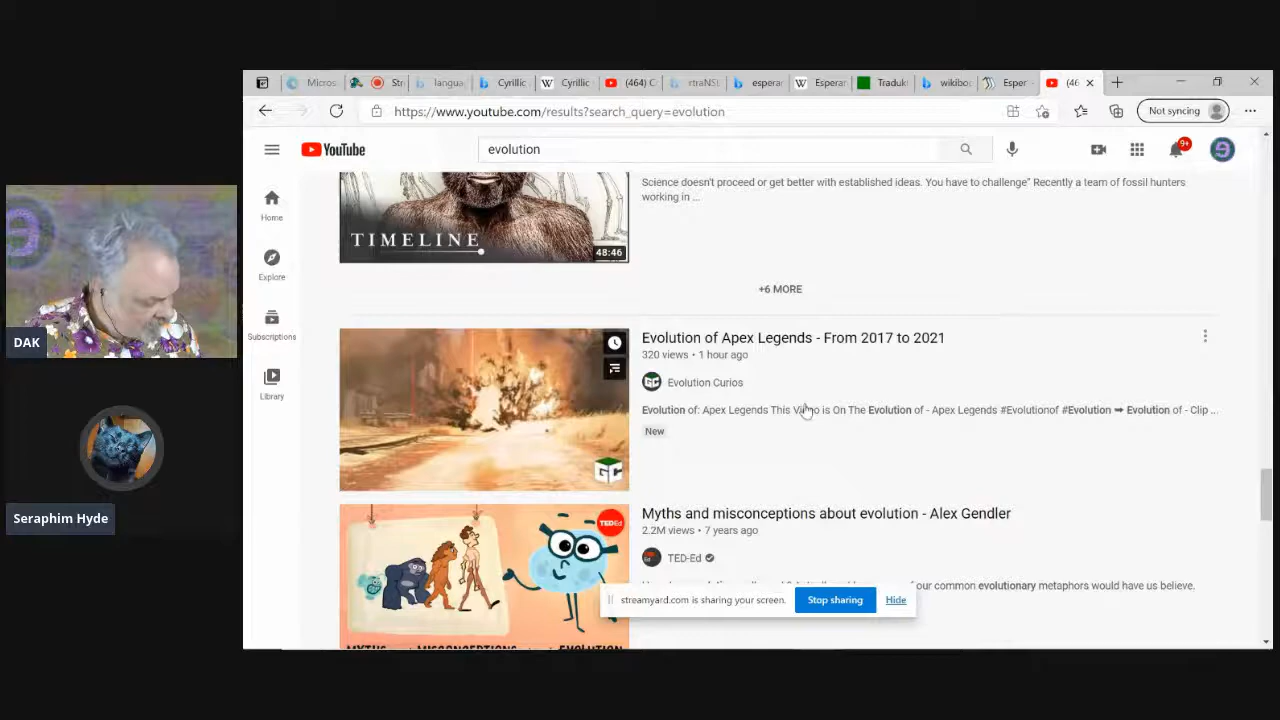 Micros
Str
langua
Cyrillic
Cyrillic
(464) C
xtraNS
espera
Esperar
Traduk
wikibo
Esper
(46
https://www.youtube.com/results?search_query=evolution
Not syncing
YouTube
evolution
9+
Home
Explore
Subscriptions
Library
TIMELINE
48:46
Science doesn't proceed or get better with established ideas. You have to challenge" Recently a team of fossil hunters
working in ...
+6 MORE
Evolution of Apex Legends - From 2017 to 2021
320 views • 1 hour ago
Evolution Curios
Evolution of: Apex Legends This Video is On The Evolution of - Apex Legends #Evolutionof #Evolution ➡ Evolution of - Clip ...
New
TEDEd
Myths and misconceptions about evolution - Alex Gendler
2.2M views • 7 years ago
TED-Ed
our common evolutionary metaphors would have us believe.
streamyard.com is sharing your screen.
Stop sharing
Hide
DAK
Seraphim Hyde